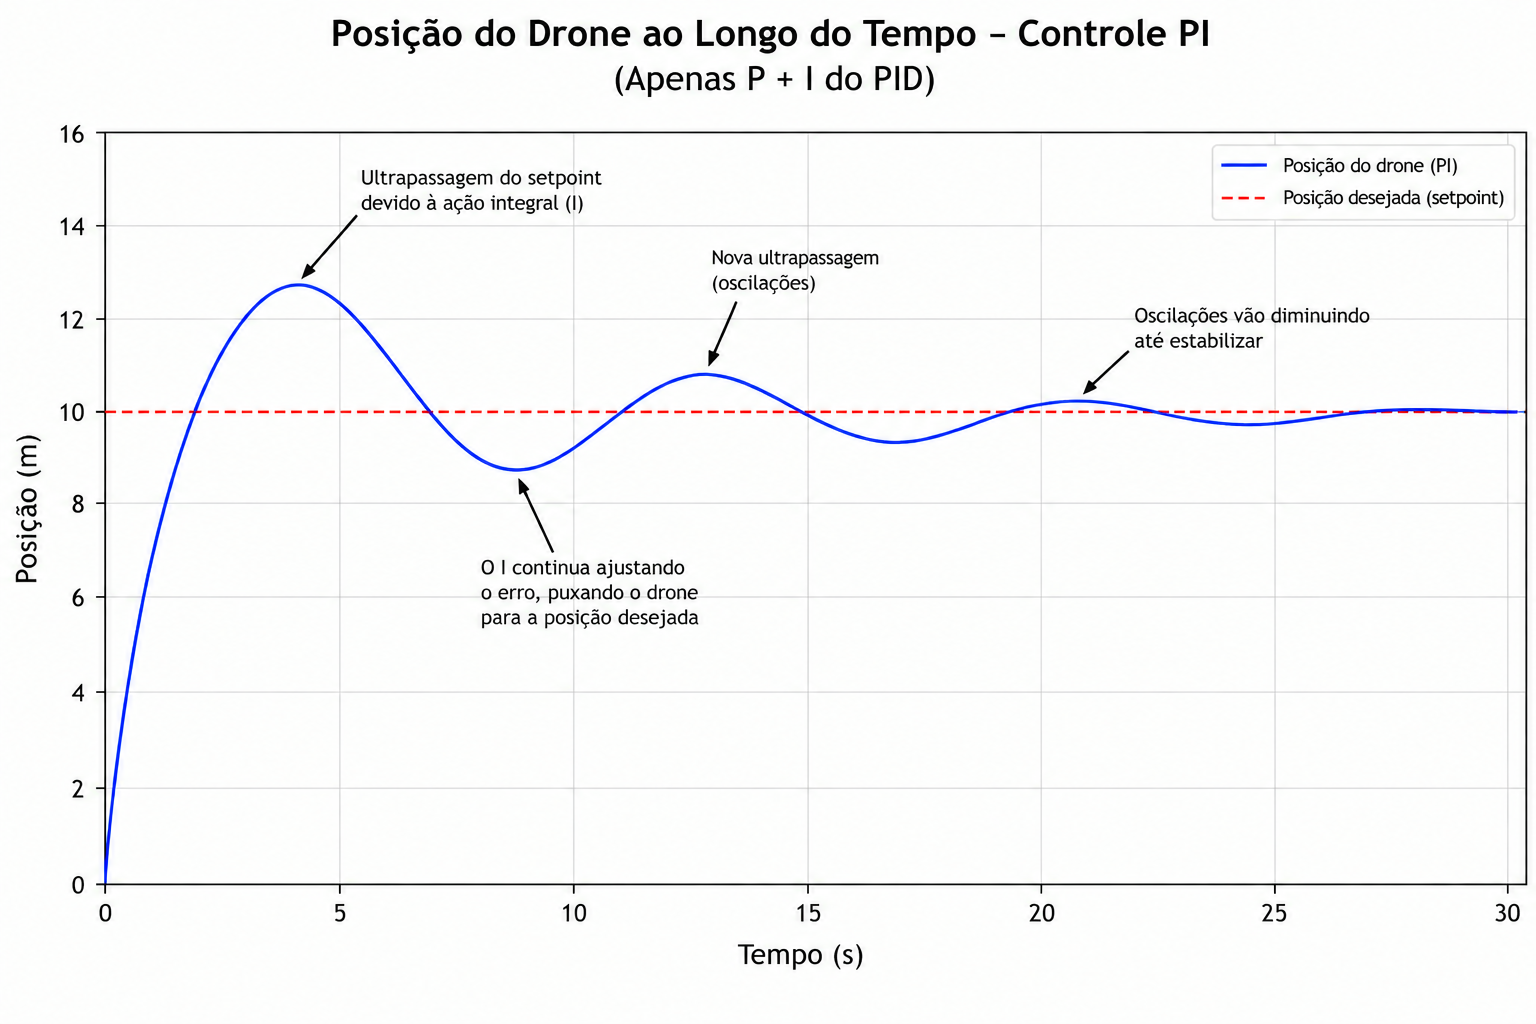 Posição do Drone ao Longo do Tempo – Controle PI
(Apenas P + I do PID)
Posição do drone (PI)
Posição desejada (setpoint)
Ultrapassagem do setpoint
devido à ação integral (I)
Nova ultrapassagem
(oscilações)
Oscilações vão diminuindo
até estabilizar
O I continua ajustando
o erro, puxando o drone
para a posição desejada
Posição (m)
16
14
12
10
8
6
4
2
0
0 5 10 15 20 25 30
Tempo (s)